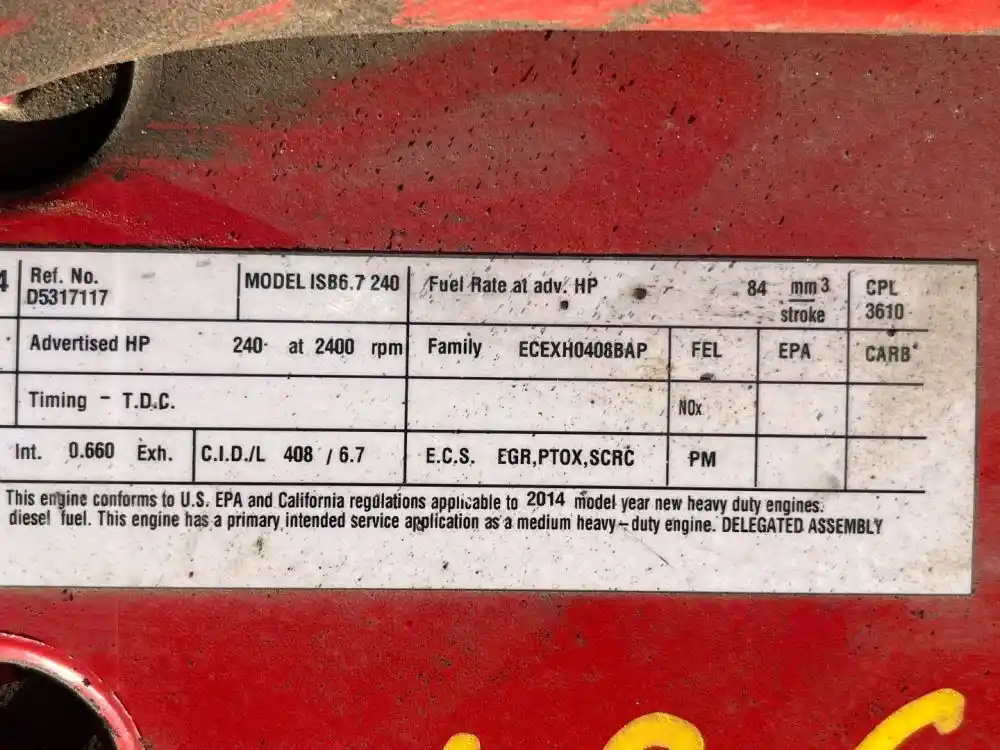 4 Ref. No. MODEL ISB6.7 240 Fuel Rate at adv. HP 84 mm3 CPL
D5317117 stroke 3610
Advertised HP 240 at 2400 rpm Family ECEXH0408BAP FEL EPA CARB
Timing - T.D.C. NOx
Int. 0.660 Exh. C.I.D./L 408 / 6.7 E.C.S. EGR,PTOX,SCRC PM
This engine conforms to U.S. EPA and California regulations applicable to 2014 model year new heavy duty engines.
diesel fuel. This engine has a primary intended service application as a medium heavy-duty engine. DELEGATED ASSEMBLY